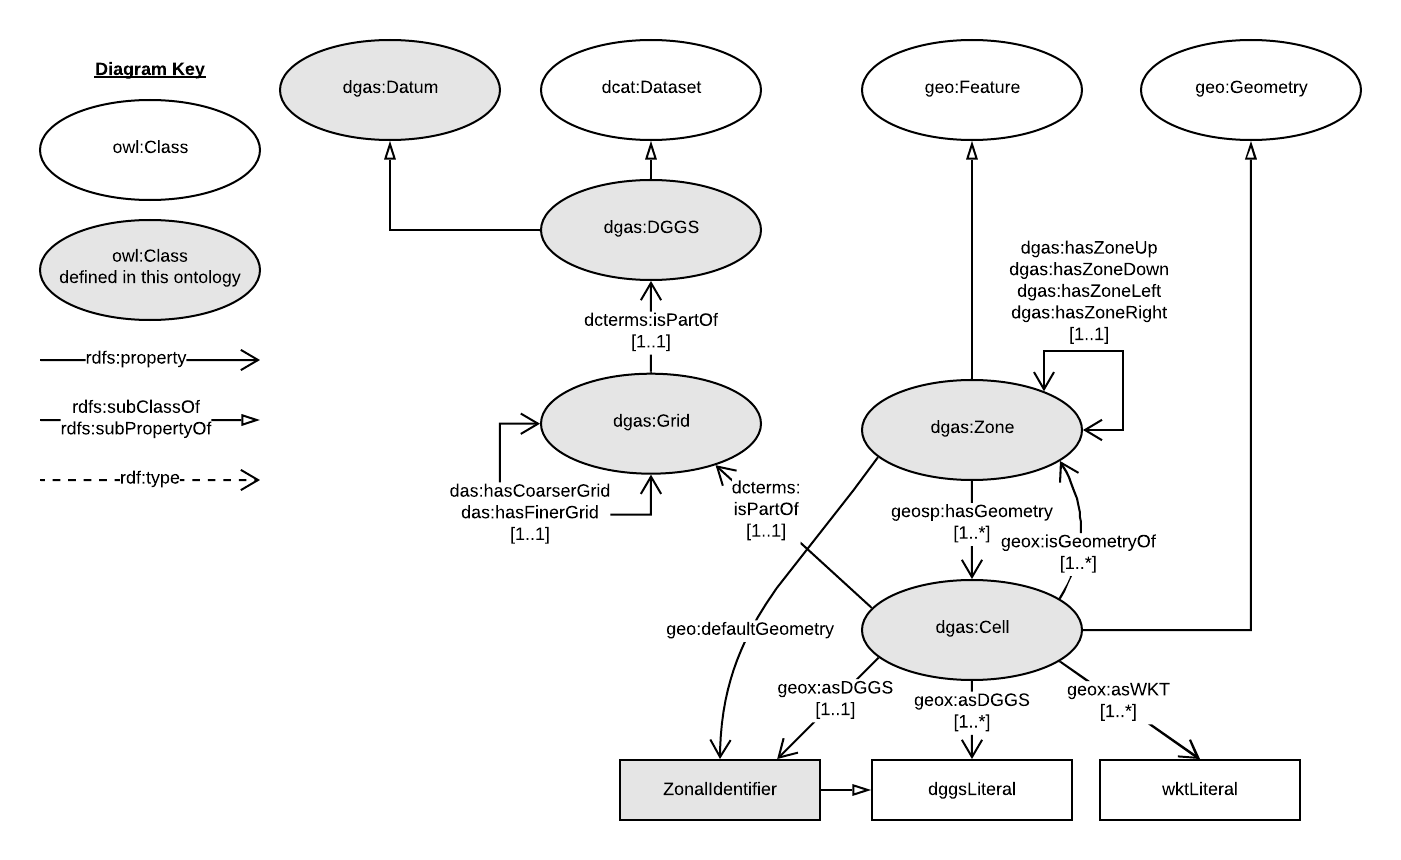 Diagram Key
owl:Class
owl:Class
defined in this ontology
rdfs:property
rdfs:subClassOf
rdfs:subPropertyOf
rdf:type
dgas:Datum
dcat:Dataset
geo:Feature
geo:Geometry
dgas:DGGS
dgas:hasZoneUp
dgas:hasZoneDown
dgas:hasZoneLeft
dgas:hasZoneRight
[1..1]
dcterms:isPartOf
[1..1]
dgas:Grid
dgas:Zone
das:hasCoarserGrid
das:hasFinerGrid
[1..1]
dcterms:
isPartOf
[1..1]
geosp:hasGeometry
[1..*]
geox:isGeometryOf
[1..*]
geo:defaultGeometry
dgas:Cell
geox:asDGGS
[1..1]
geox:asDGGS
[1..*]
geox:asWKT
[1..*]
ZonalIdentifier
dggsLiteral
wktLiteral